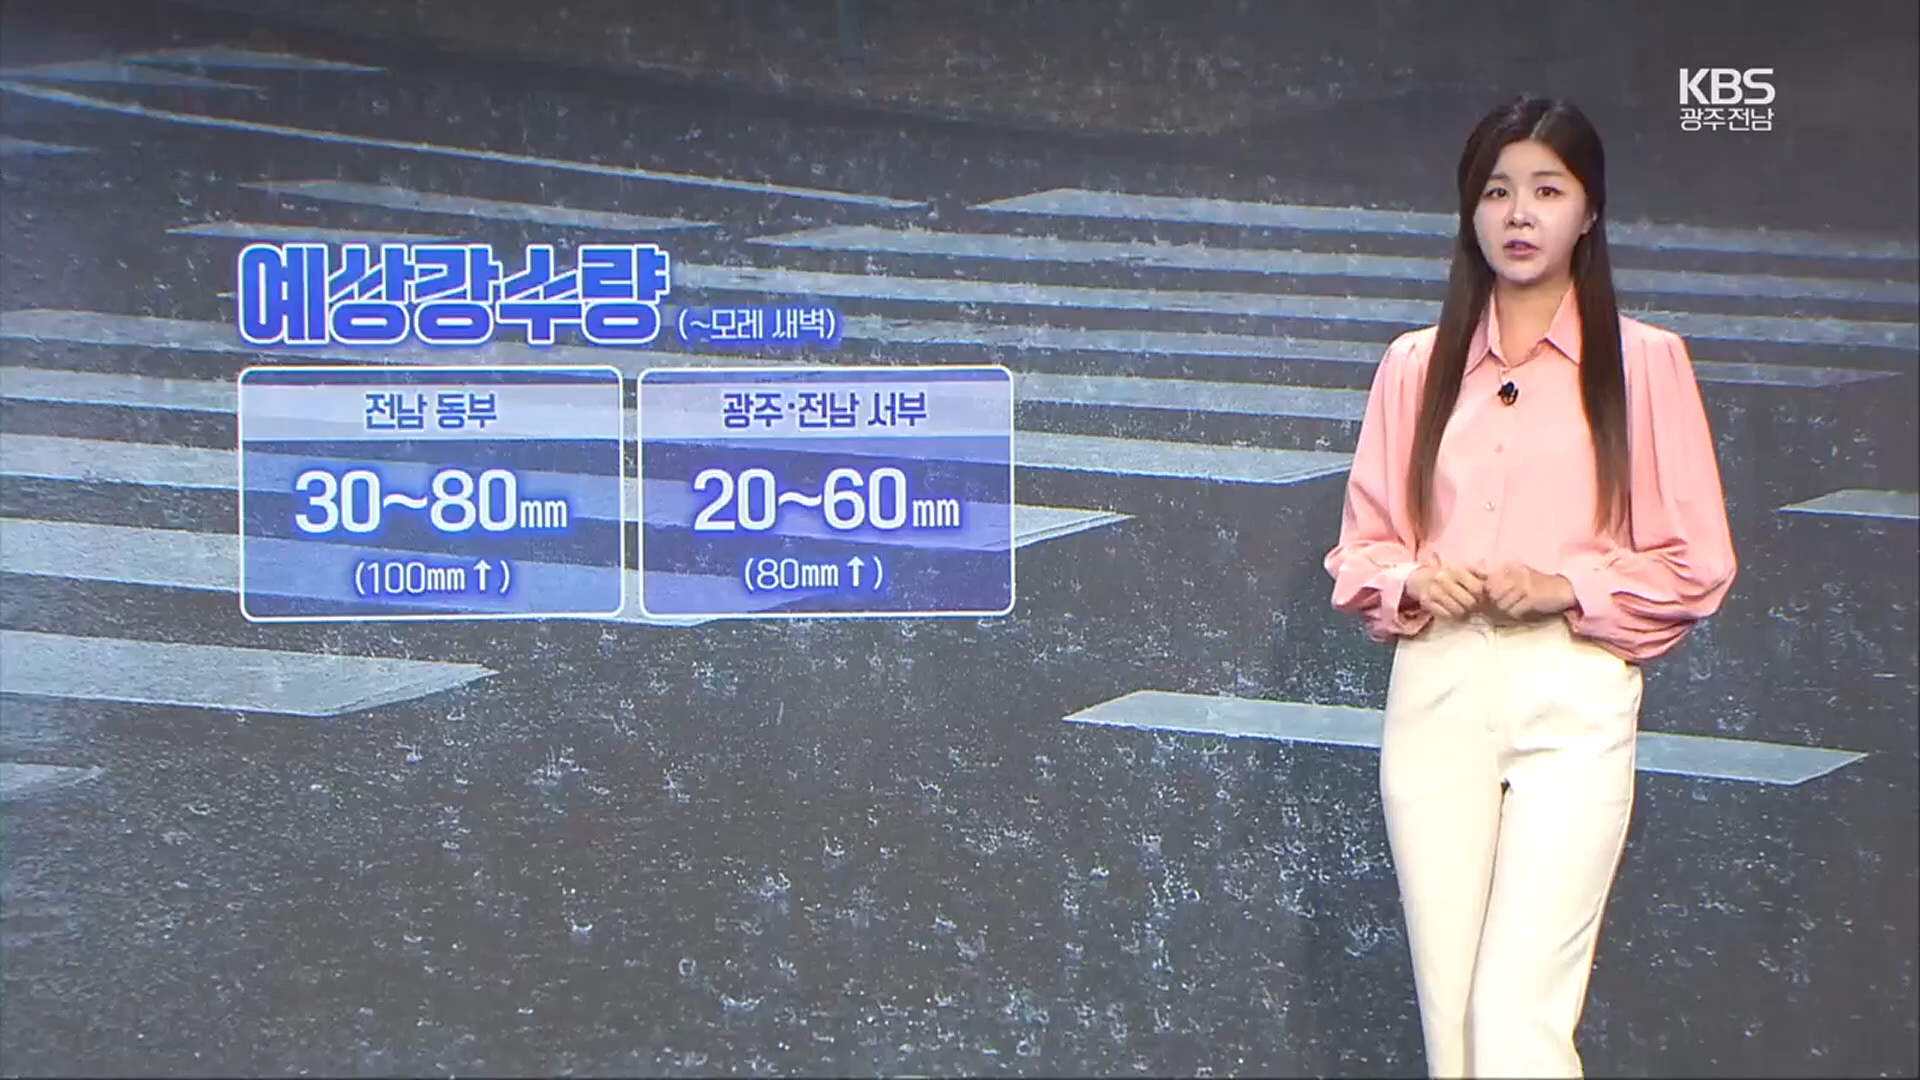 KBS
광주전남
예상강수량 (~모레 새벽)
전남 동부
30~80mm
(100mm↑)
광주·전남 서부
20~60mm
(80mm↑)